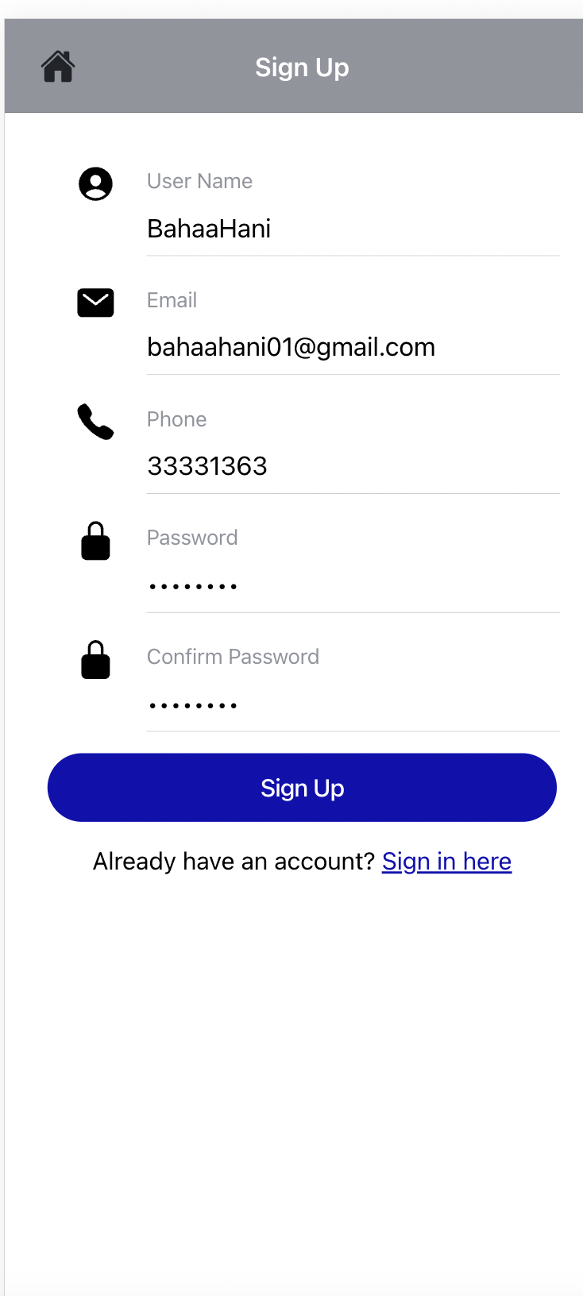 Sign Up
User Name
BahaaHani
Email
bahaahani01@gmail.com
Phone
33331363
Password
••••••••
Confirm Password
••••••••
Sign Up
Already have an account? Sign in here